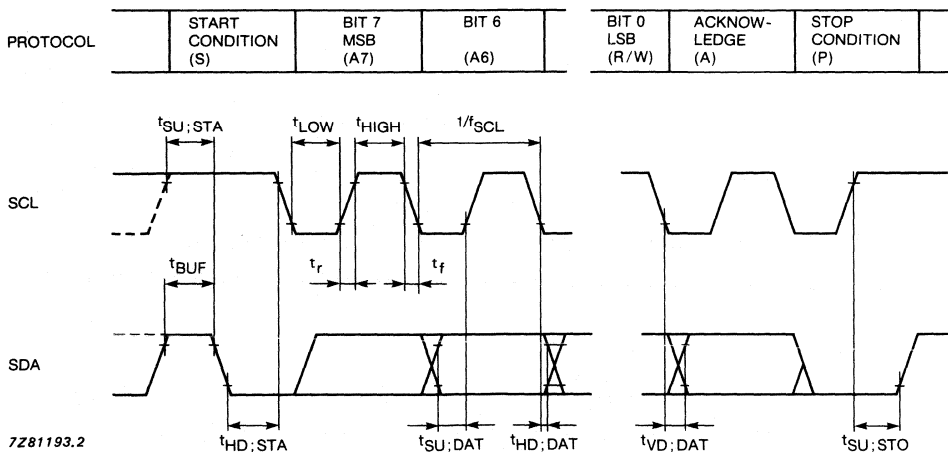 PROTOCOL
START
CONDITION
(S)
BIT 7
MSB
(A7)
BIT 6
(A6)
BIT 0
LSB
(R/W)
ACKNOW-
LEDGE
(A)
STOP
CONDITION
(P)
tSU;STA
tLOW
tHIGH
1/fSCL
SCL
tBUF
tr
tf
SDA
7Z81193.2
tHD;STA
tSU;DAT
tHD;DAT
tVD;DAT
tSU;STO